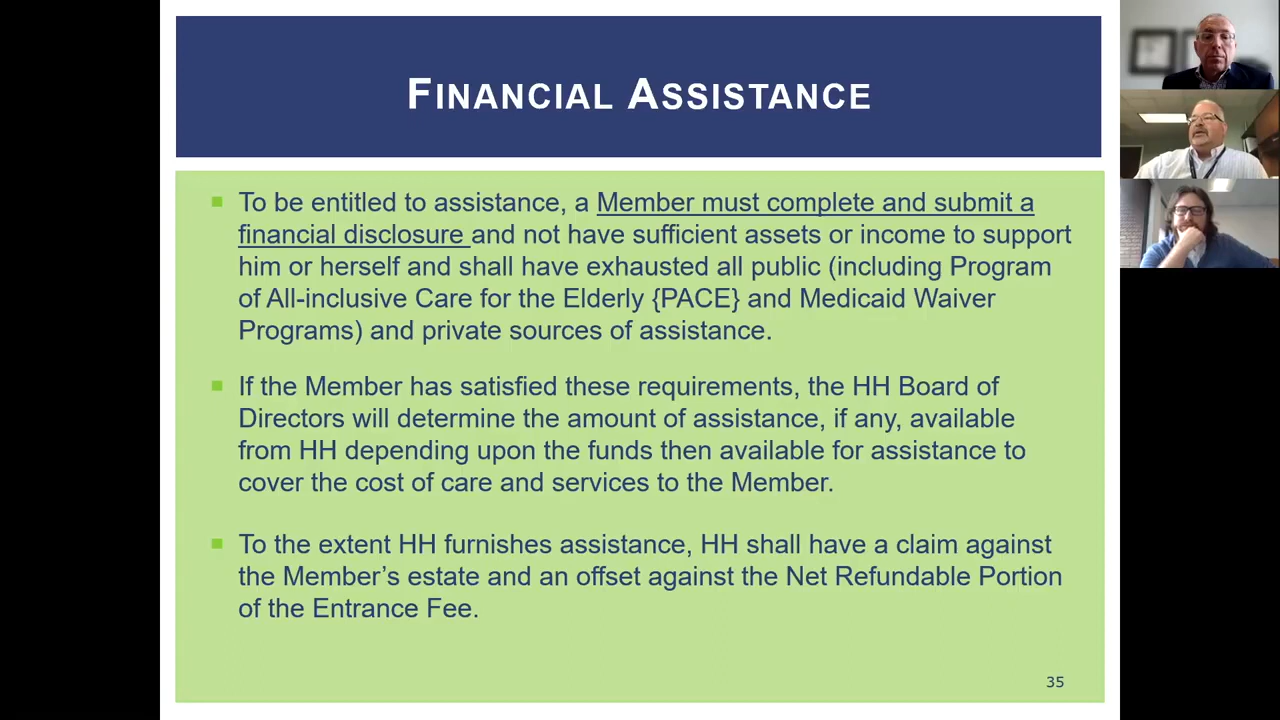 FINANCIAL ASSISTANCE
To be entitled to assistance, a Member must complete and submit a
financial disclosure and not have sufficient assets or income to support
him or herself and shall have exhausted all public (including Program
of All-inclusive Care for the Elderly {PACE} and Medicaid Waiver
Programs) and private sources of assistance.
If the Member has satisfied these requirements, the HH Board of
Directors will determine the amount of assistance, if any, available
from HH depending upon the funds then available for assistance to
cover the cost of care and services to the Member.
To the extent HH furnishes assistance, HH shall have a claim against
the Member’s estate and an offset against the Net Refundable Portion
of the Entrance Fee.
35